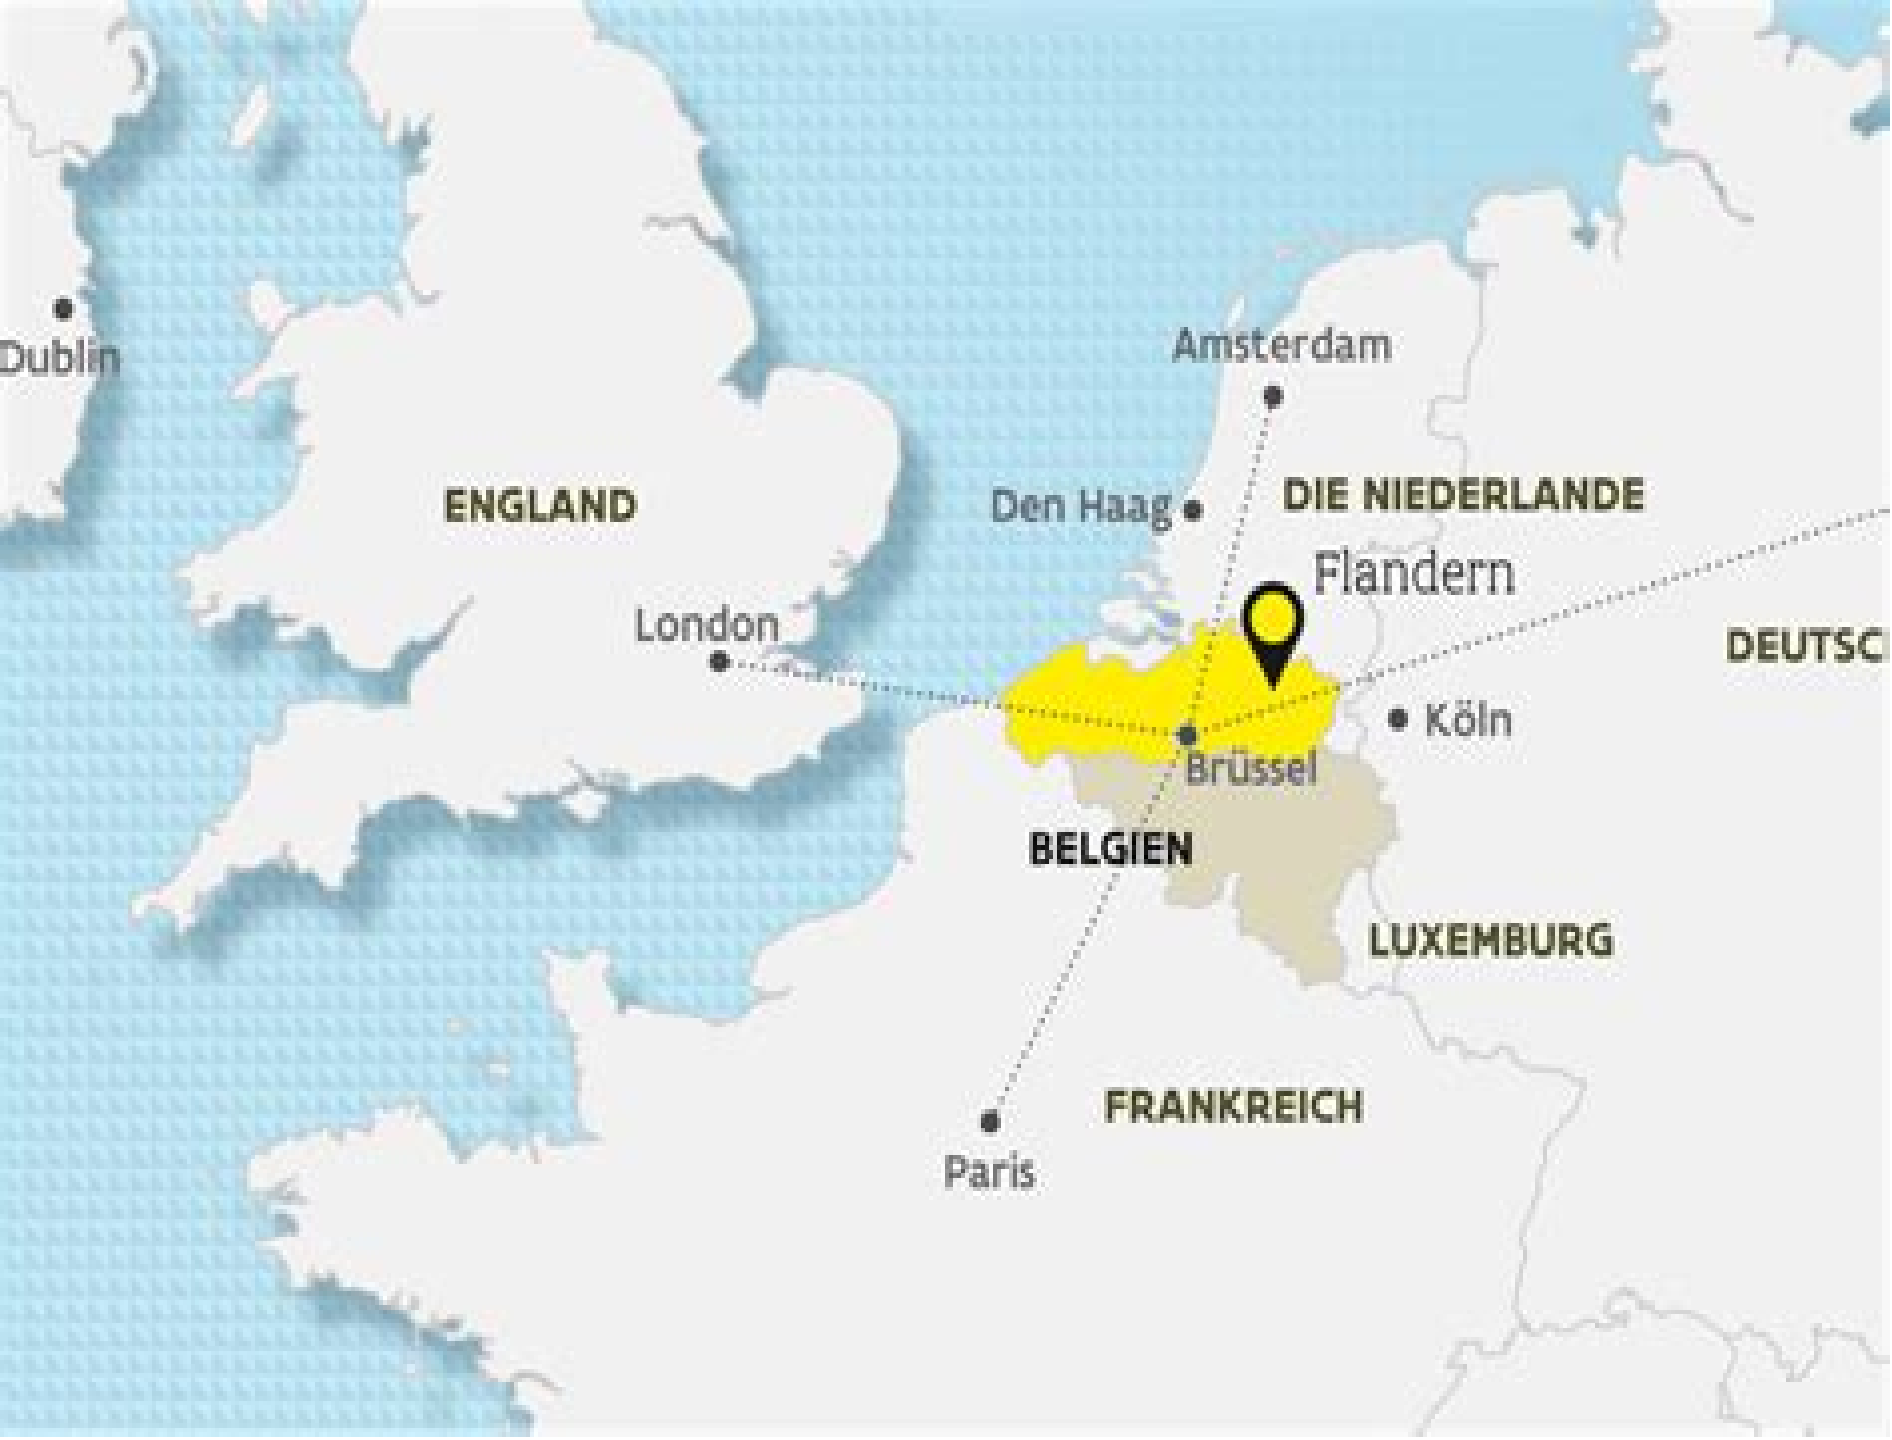 Amsterdam
Dublin
DIE NIEDERLANDE
ENGLAND
Den Haag
Flandern
London
DEUTSC
Köln
Brüssel
BELGIEN
LUXEMBURG
FRANKREICH
Paris